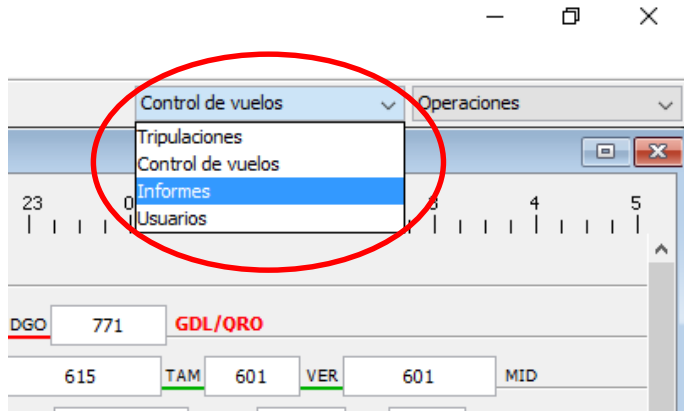 Control de vuelos Operaciones
Tripulaciones
Control de vuelos
Informes
Usuarios
23 0 3 4 5
DGO 771 GDL/QRO
615 TAM 601 VER 601 MID